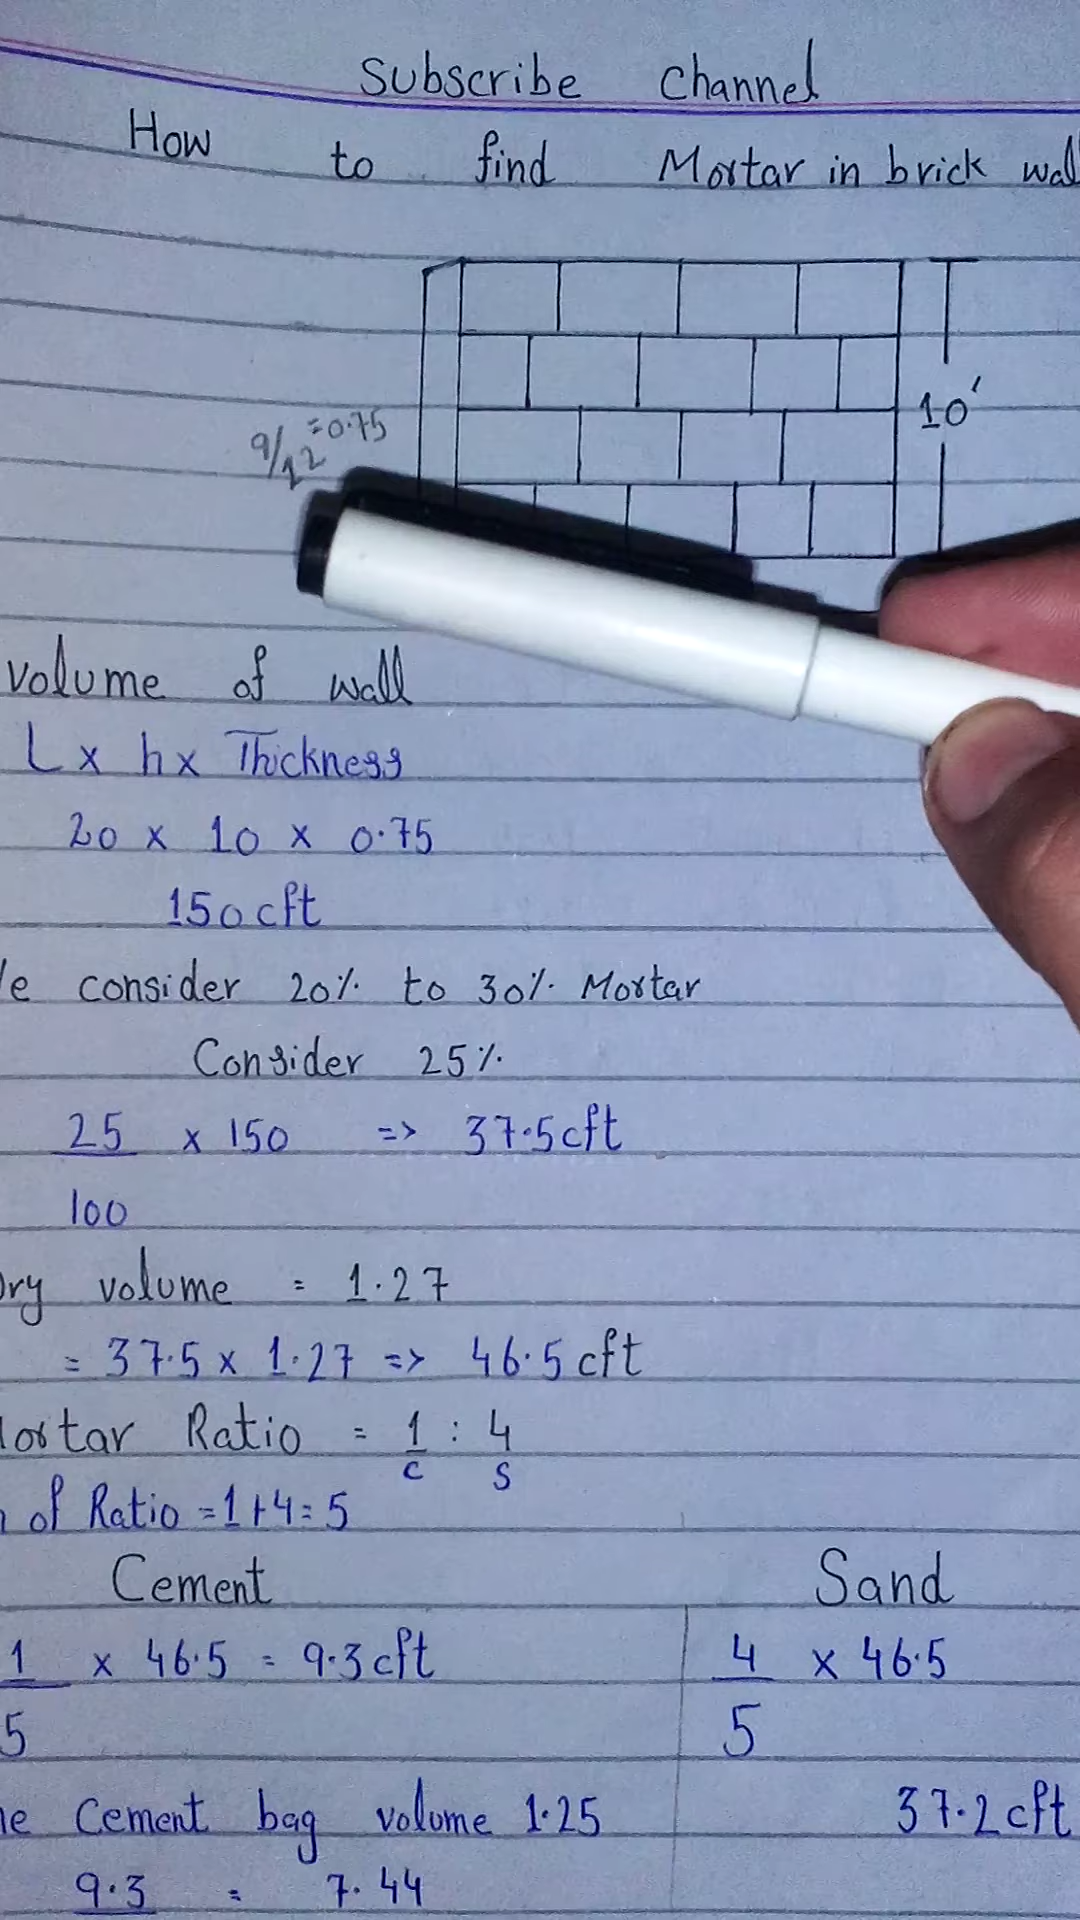 Subscribe Channel
How to find Mortar in brick wal
9/12 =0.75
10'
volume of wall
L x h x Thickness
20 x 10 x 0.75
150 cft
e consider 20% to 30% Mortar
Consider 25%
25 x 150 => 37.5 cft
100
Dry volume = 1.27
= 37.5 x 1.27 => 46.5 cft
Mortar Ratio = 1 : 4
C S
of Ratio = 1+4=5
Cement Sand
1 x 46.5 = 9.3 cft 4 x 46.5
5 5
ne Cement bag volume 1.25 37.2 cft
9.3 = 7.44